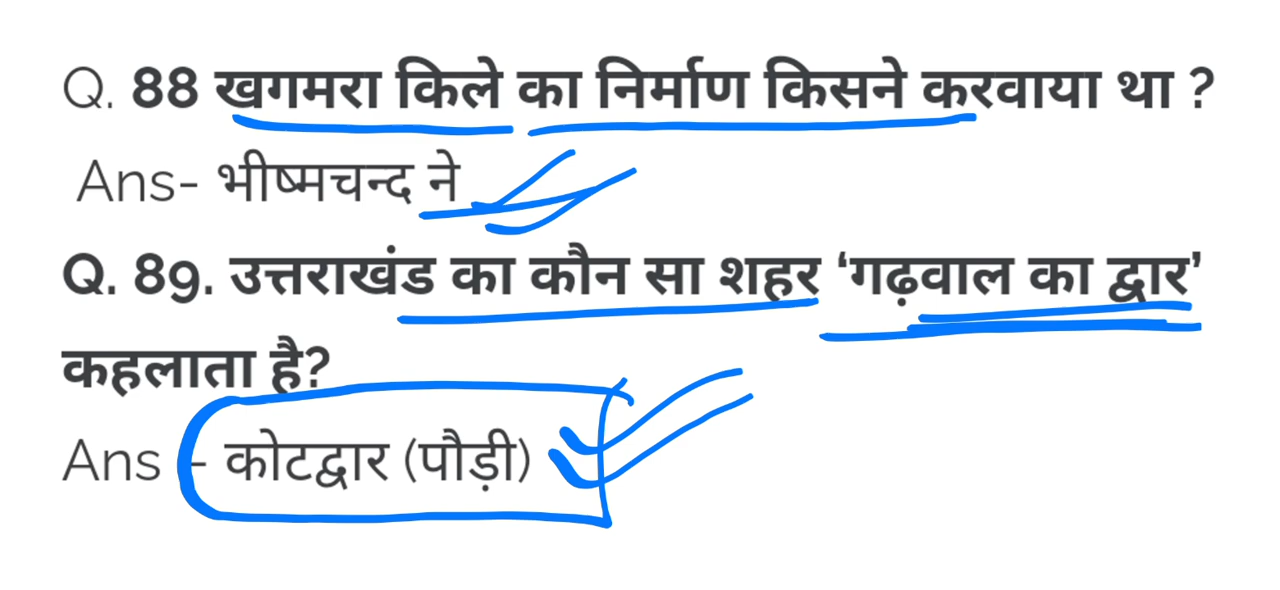 Q. 88 खगमरा किले का निर्माण किसने करवाया था ?
Ans- भीष्मचन्द ने
Q. 89. उत्तराखंड का कौन सा शहर ‘गढ़वाल का द्वार’
कहलाता है?
Ans - कोटद्वार (पौड़ी)